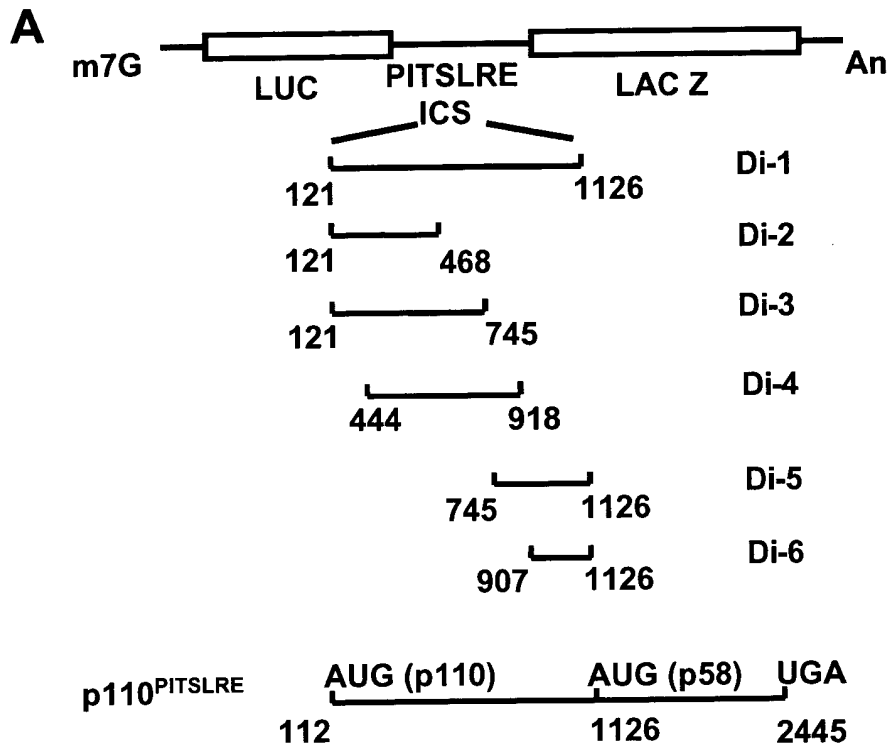 A
m7G An
LUC PITSLRE LAC Z
ICS
Di-1
121 1126
Di-2
121 468
Di-3
121 745
Di-4
444 918
Di-5
745 1126
Di-6
907 1126
p110PITSLRE AUG (p110) AUG (p58) UGA
112 1126 2445